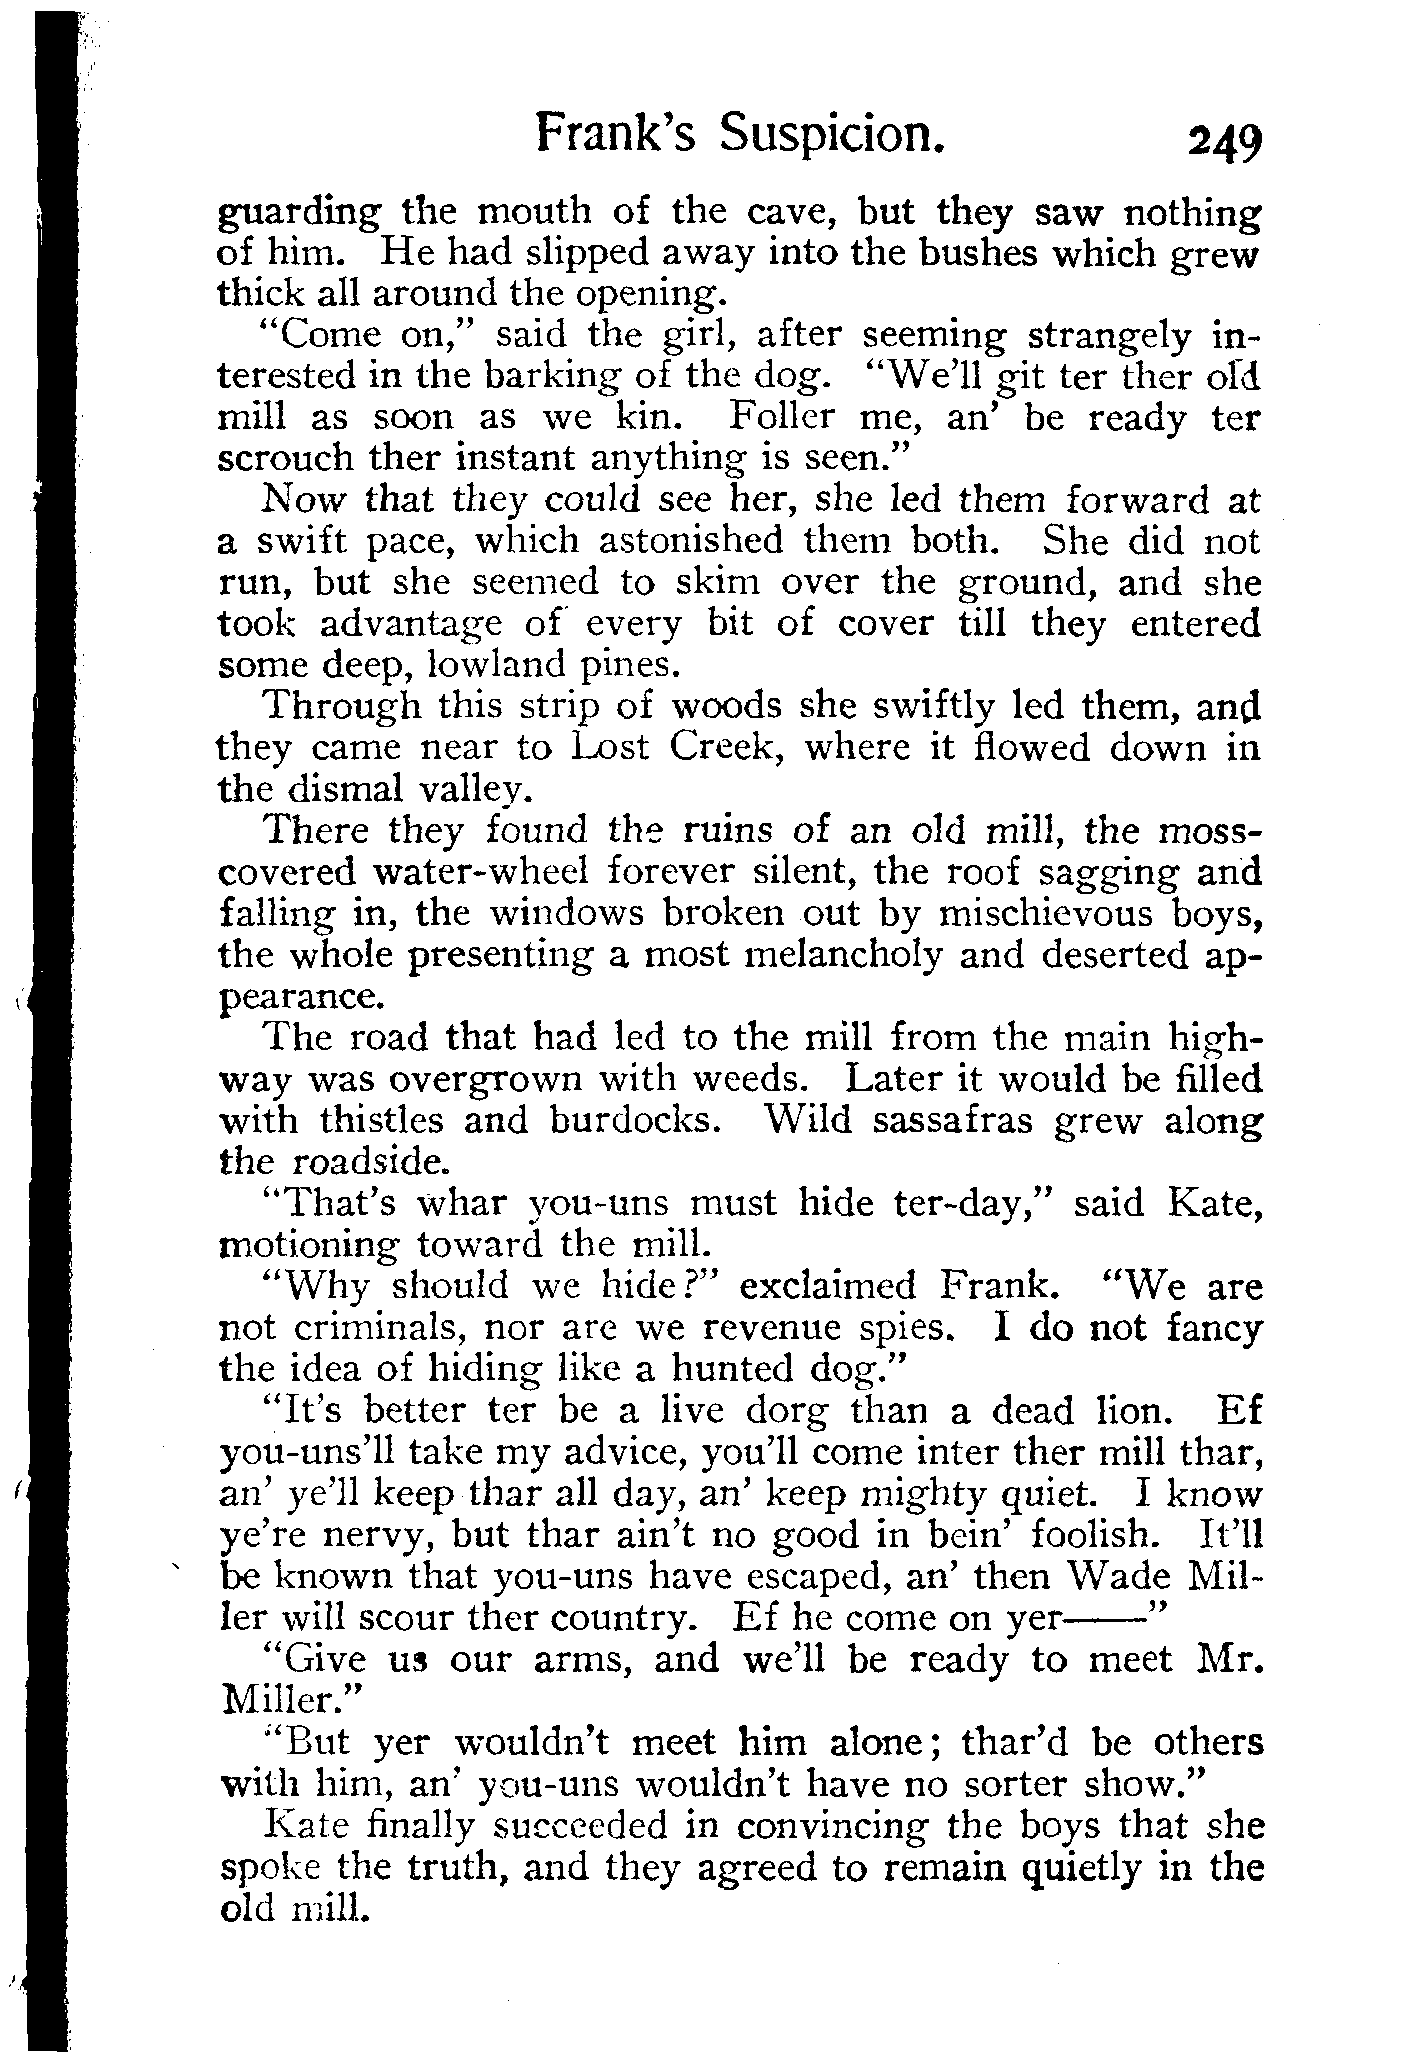 Frank's Suspicion. 249
guarding the mouth of the cave, but they saw nothing
of him. He had slipped away into the bushes which grew
thick all around the opening.
"Come on," said the girl, after seeming strangely in-
terested in the barking of the dog. "We'll git ter ther old
mill as soon as we kin. Foller me, an' be ready ter
scrouch ther instant anything is seen."
Now that they could see her, she led them forward at
a swift pace, which astonished them both. She did not
run, but she seemed to skim over the ground, and she
took advantage of every bit of cover till they entered
some deep, lowland pines.
Through this strip of woods she swiftly led them, and
they came near to Lost Creek, where it flowed down in
the dismal valley.
There they found the ruins of an old mill, the moss-
covered water-wheel forever silent, the roof sagging and
falling in, the windows broken out by mischievous boys,
the whole presenting a most melancholy and deserted ap-
pearance.
The road that had led to the mill from the main high-
way was overgrown with weeds. Later it would be filled
with thistles and burdocks. Wild sassafras grew along
the roadside.
"That's whar you-uns must hide ter-day," said Kate,
motioning toward the mill.
"Why should we hide?" exclaimed Frank. "We are
not criminals, nor are we revenue spies. I do not fancy
the idea of hiding like a hunted dog."
"It's better ter be a live dorg than a dead lion. Ef
you-uns'll take my advice, you'll come inter ther mill thar,
an' ye'll keep thar all day, an' keep mighty quiet. I know
ye're nervy, but thar ain't no good in bein' foolish. It'll
be known that you-uns have escaped, an' then Wade Mil-
ler will scour ther country. Ef he come on yer——"
"Give us our arms, and we'll be ready to meet Mr.
Miller."
"But yer wouldn't meet him alone; thar'd be others
with him, an' you-uns wouldn't have no sorter show."
Kate finally succeeded in convincing the boys that she
spoke the truth, and they agreed to remain quietly in the
old mill.